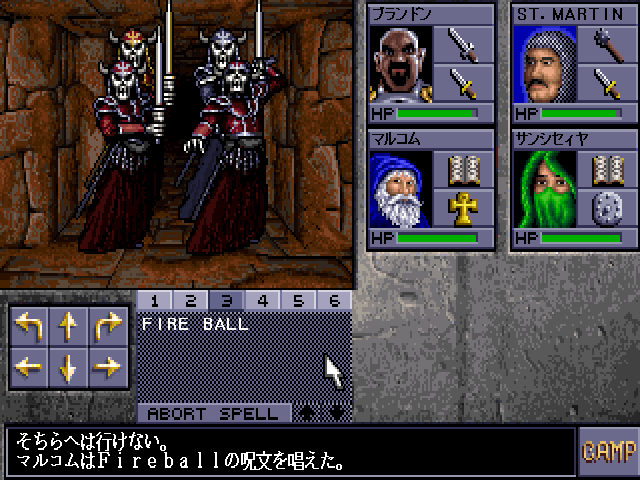 ブランドン
ST. MARTIN
HP
HP
マルコム
サンシセィヤ
HP
HP
1 2 3 4 5 6
FIRE BALL
ABORT SPELL
そちらへは行けない。
マルコムはFireballの呪文を唱えた。
CAMP